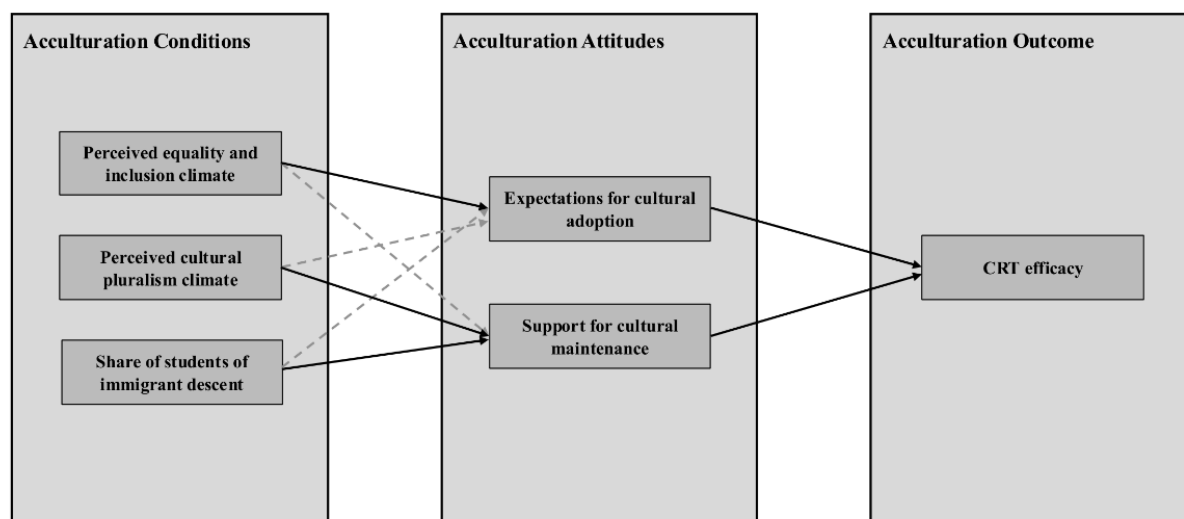 Acculturation Conditions
Perceived equality and
inclusion climate
Perceived cultural
pluralism climate
Share of students of
immigrant descent
Acculturation Attitudes
Expectations for cultural
adoption
Support for cultural
maintenance
Acculturation Outcome
CRT efficacy